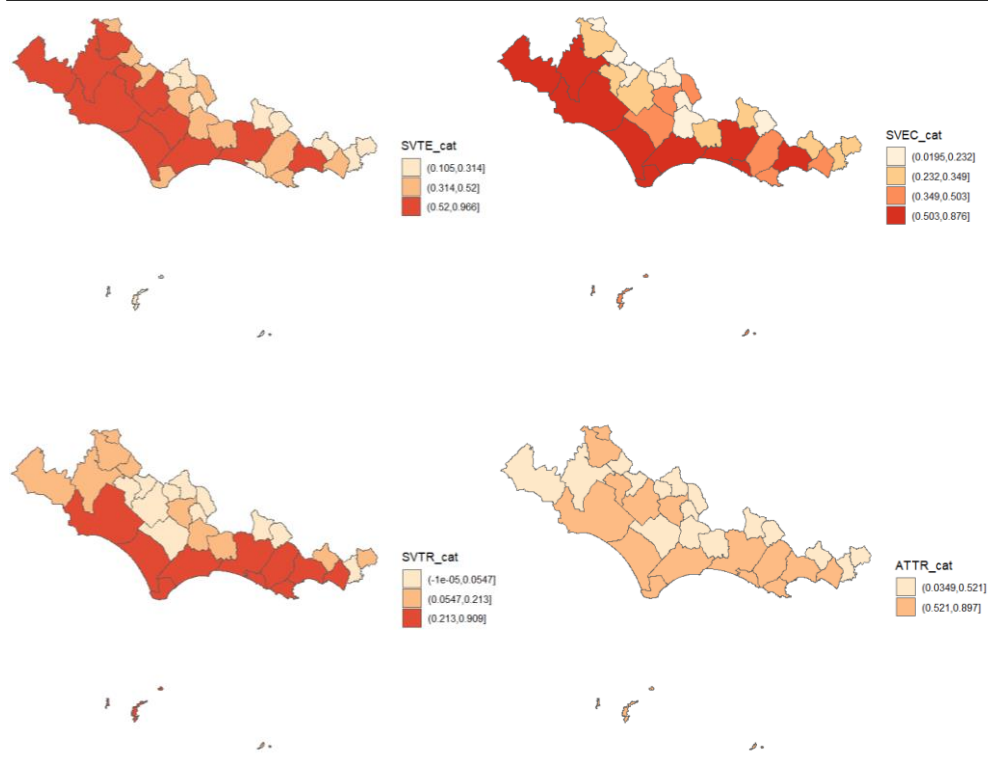 SVTE_cat
(0.105,0.314]
(0.314,0.52]
(0.52,0.966]
SVEC_cat
(0.0195,0.232]
(0.232,0.349]
(0.349,0.503]
(0.503,0.876]
SVTR_cat
(-1e-05,0.0547]
(0.0547,0.213]
(0.213,0.909]
ATTR_cat
(0.0349,0.521]
(0.521,0.897]